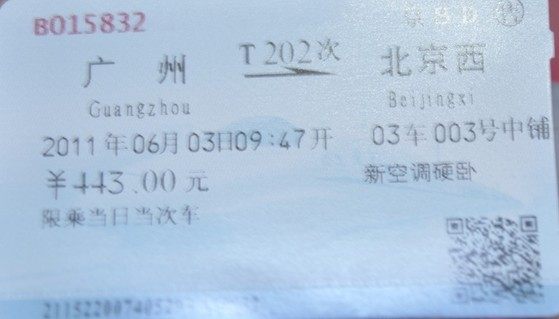 B015832
广州 T202次 北京西
Guangzhou Beijingxi
2011年06月03日09:47开 03车003号中铺
￥443.00元 新空调硬卧
限乘当日当次车